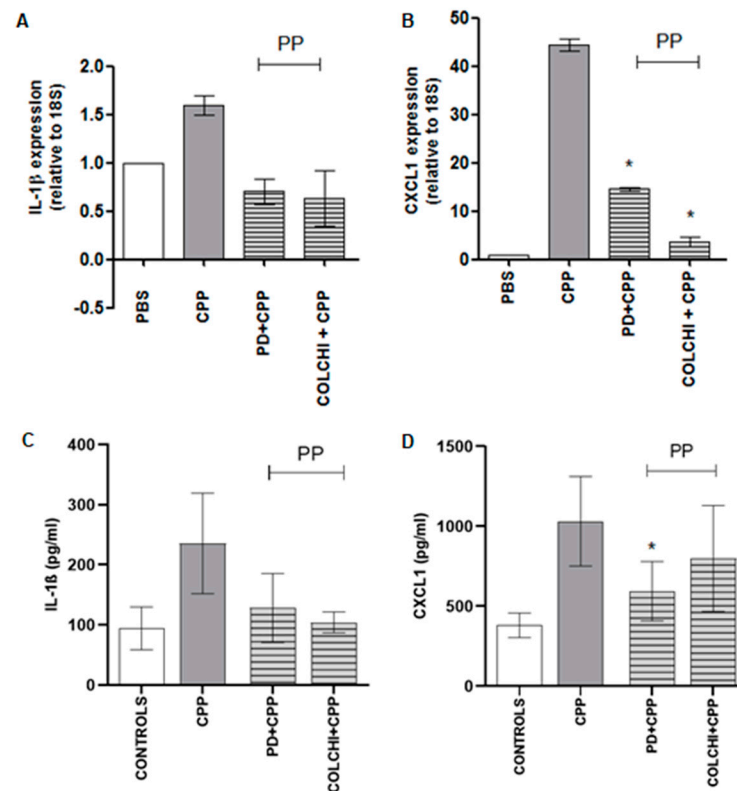 A
IL-1β expression
(relative to 18S)
2.0
1.5
1.0
0.5
0.0
-0.5
PP
PBS
CPP
PD+CPP
COLCHI + CPP
B
CXCL1 expression
(relative to 18S)
50
40
30
20
10
0
PP
*
*
PBS
CPP
PD+CPP
COLCHI + CPP
C
IL-1ß (pg/ml)
400
300
200
100
0
PP
CONTROLS
CPP
PD+CPP
COLCHI+CPP
D
CXCL1 (pg/ml)
1500
1000
500
0
PP
*
CONTROLS
CPP
PD+CPP
COLCHI+CPP